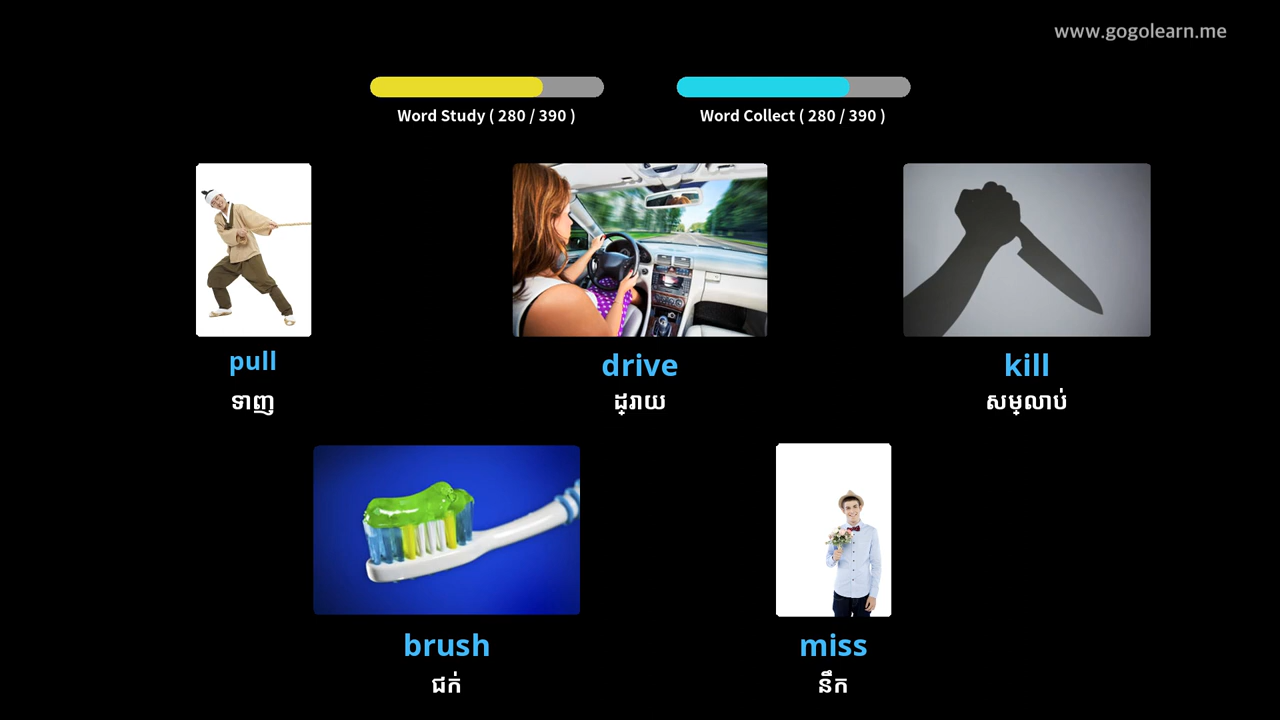 www.gogolearn.me
Word Study ( 280 / 390 )
Word Collect ( 280 / 390 )
pull
ទាញ
drive
ដ្រាយ
kill
សម្លាប់
brush
ជក់
miss
នឹក